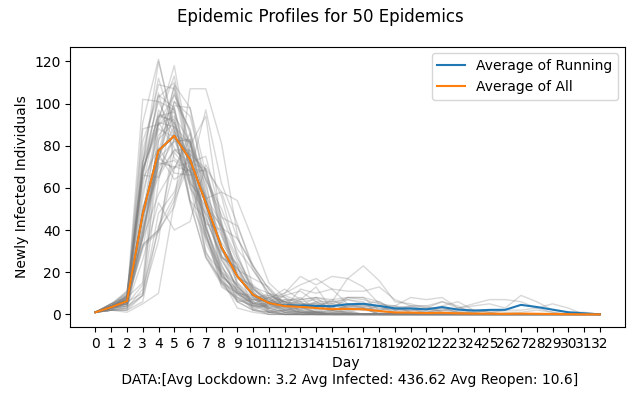 Epidemic Profiles for 50 Epidemics
120
100
80
60
40
20
0
Newly Infected Individuals
Average of Running
Average of All
0 1 2 3 4 5 6 7 8 9 10 11 12 13 14 15 16 17 18 19 20 21 22 23 24 25 26 27 28 29 30 31 32
Day
DATA:[Avg Lockdown: 3.2 Avg Infected: 436.62 Avg Reopen: 10.6]